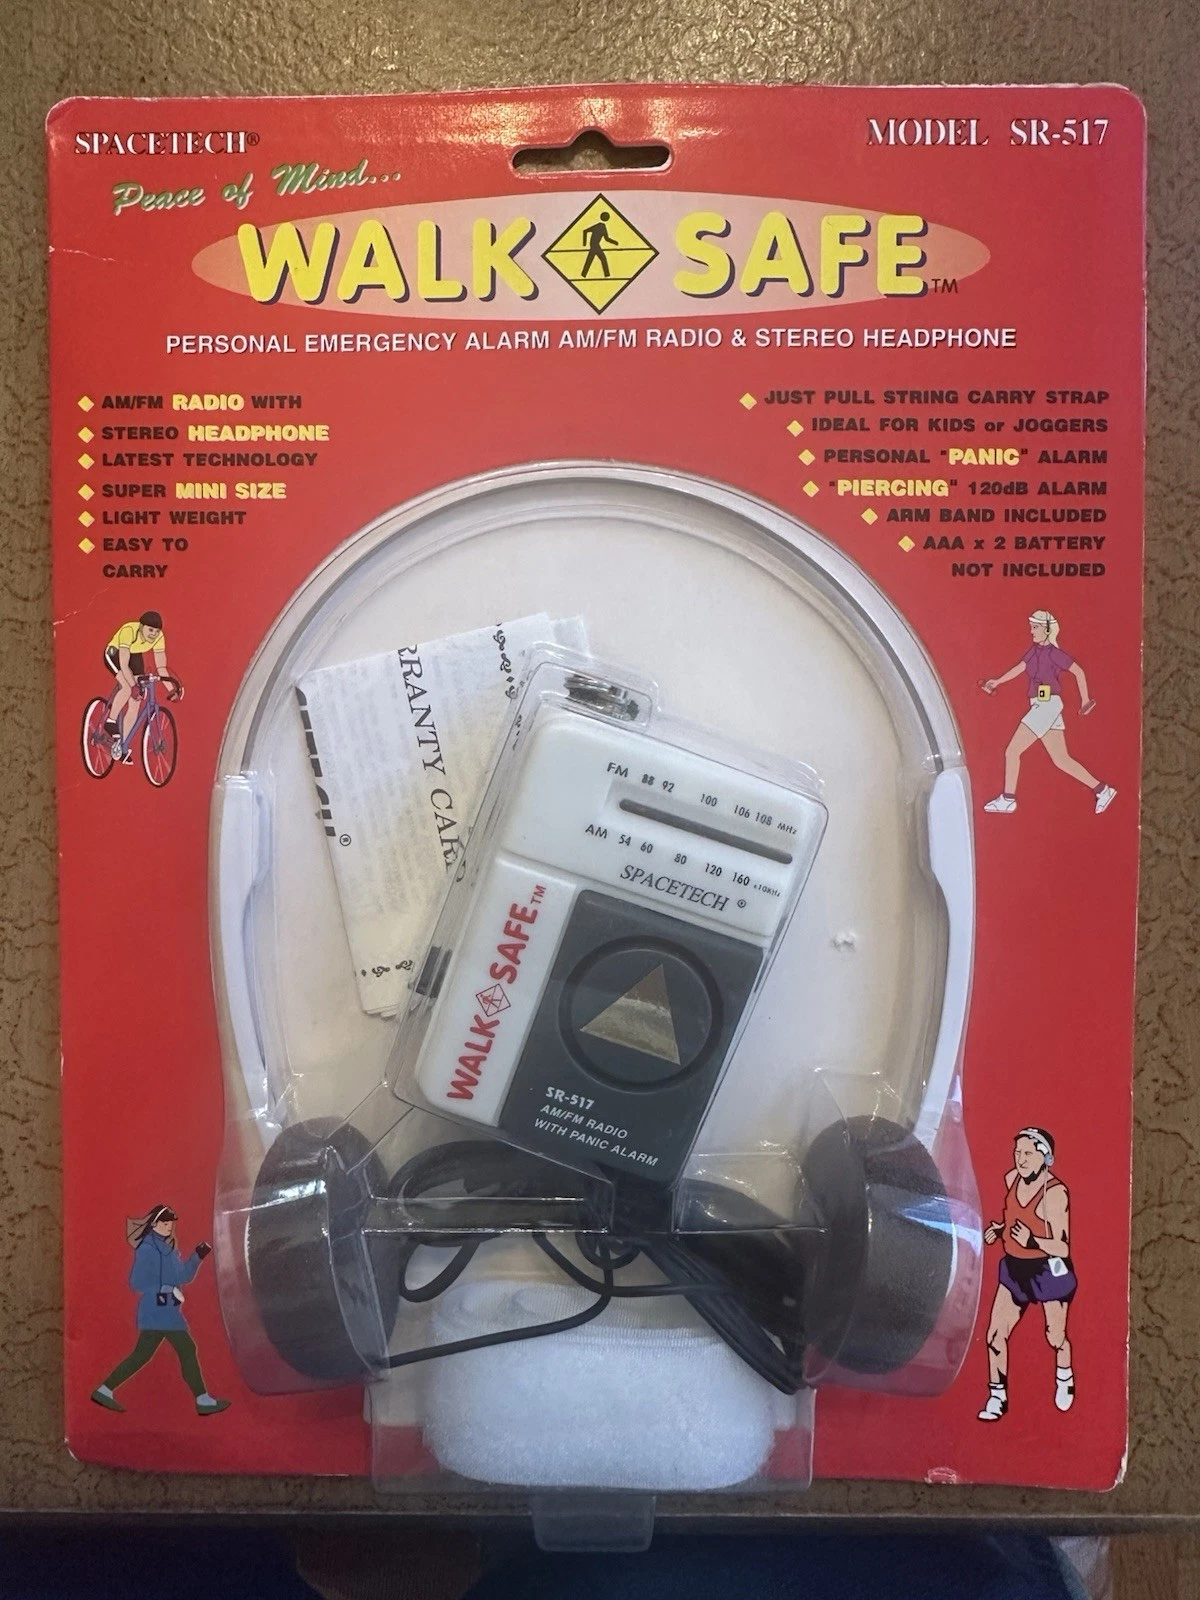 SPACETECH®
MODEL SR-517
Peace of Mind...
WALK SAFE™
PERSONAL EMERGENCY ALARM AM/FM RADIO & STEREO HEADPHONE
AM/FM RADIO WITH
STEREO HEADPHONE
LATEST TECHNOLOGY
SUPER MINI SIZE
LIGHT WEIGHT
EASY TO
CARRY
JUST PULL STRING CARRY STRAP
IDEAL FOR KIDS or JOGGERS
PERSONAL "PANIC" ALARM
"PIERCING" 120dB ALARM
ARM BAND INCLUDED
AAA x 2 BATTERY
NOT INCLUDED
RRANTY CAR
®
FM 88 92 100 106 108 MHz
AM 54 60 80 120 160 x10KHz
SPACETECH ®
WALK SAFE™
SR-517
AM/FM RADIO
WITH PANIC ALARM